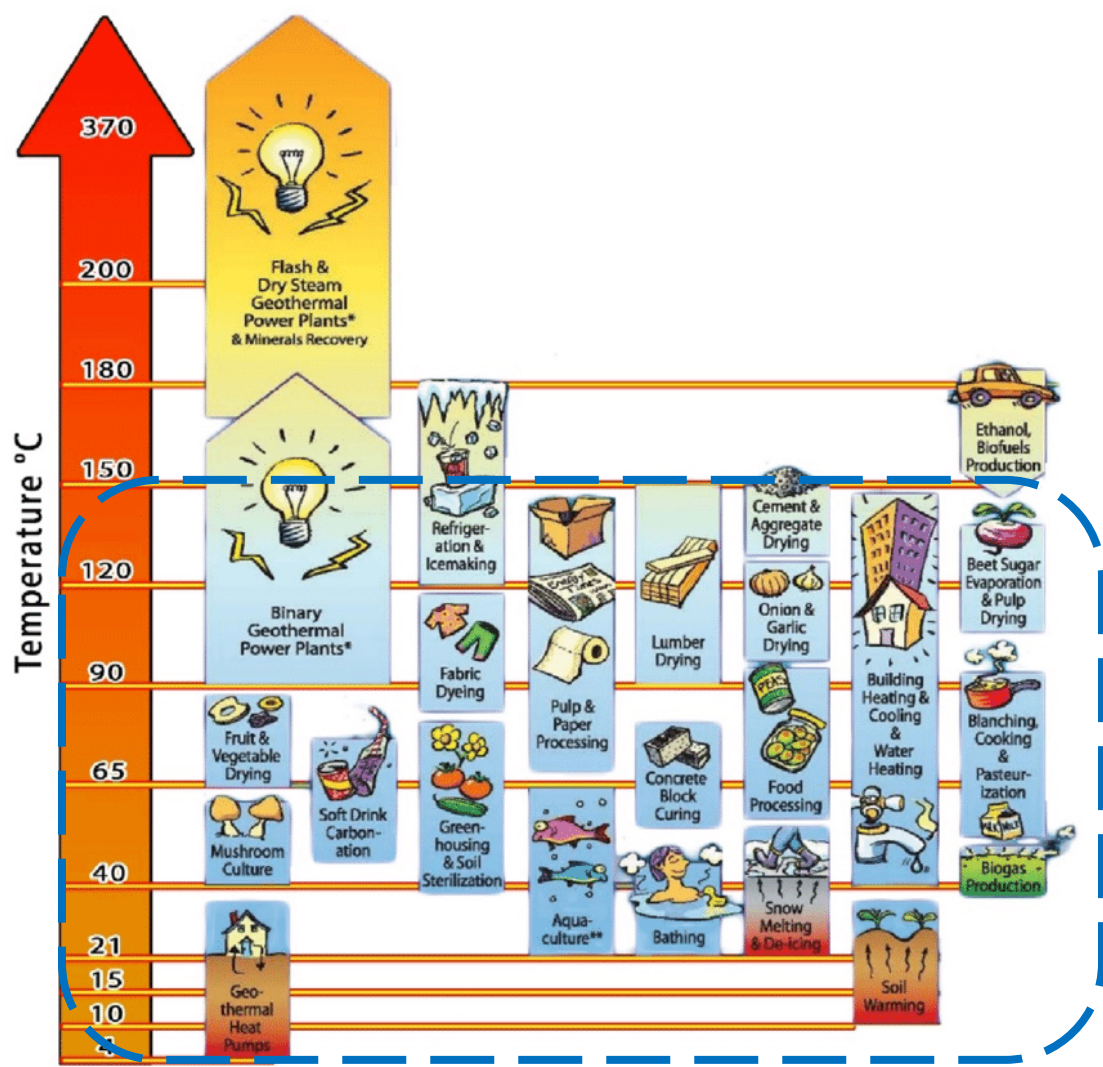 Temperature °C
370
200
180
150
120
90
65
40
21
15
10
4
Flash &
Dry Steam
Geothermal
Power Plants*
& Minerals Recovery
Binary
Geothermal
Power Plants*
Fruit &
Vegetable
Drying
Mushroom
Culture
Geo-
thermal
Heat
Pumps
Soft Drink
Carbon-
ation
Refriger-
ation &
Icemaking
Fabric
Dyeing
Green-
housing
& Soil
Sterilization
Pulp &
Paper
Processing
Aqua-
culture**
Lumber
Drying
Concrete
Block
Curing
Bathing
Cement &
Aggregate
Drying
Onion &
Garlic
Drying
PEAS
Food
Processing
Snow
Melting
& De-icing
Building
Heating &
Cooling
&
Water
Heating
Soil
Warming
Ethanol,
Biofuels
Production
Beet Sugar
Evaporation
& Pulp
Drying
Blanching,
Cooking
&
Pasteur-
ization
Biogas
Production